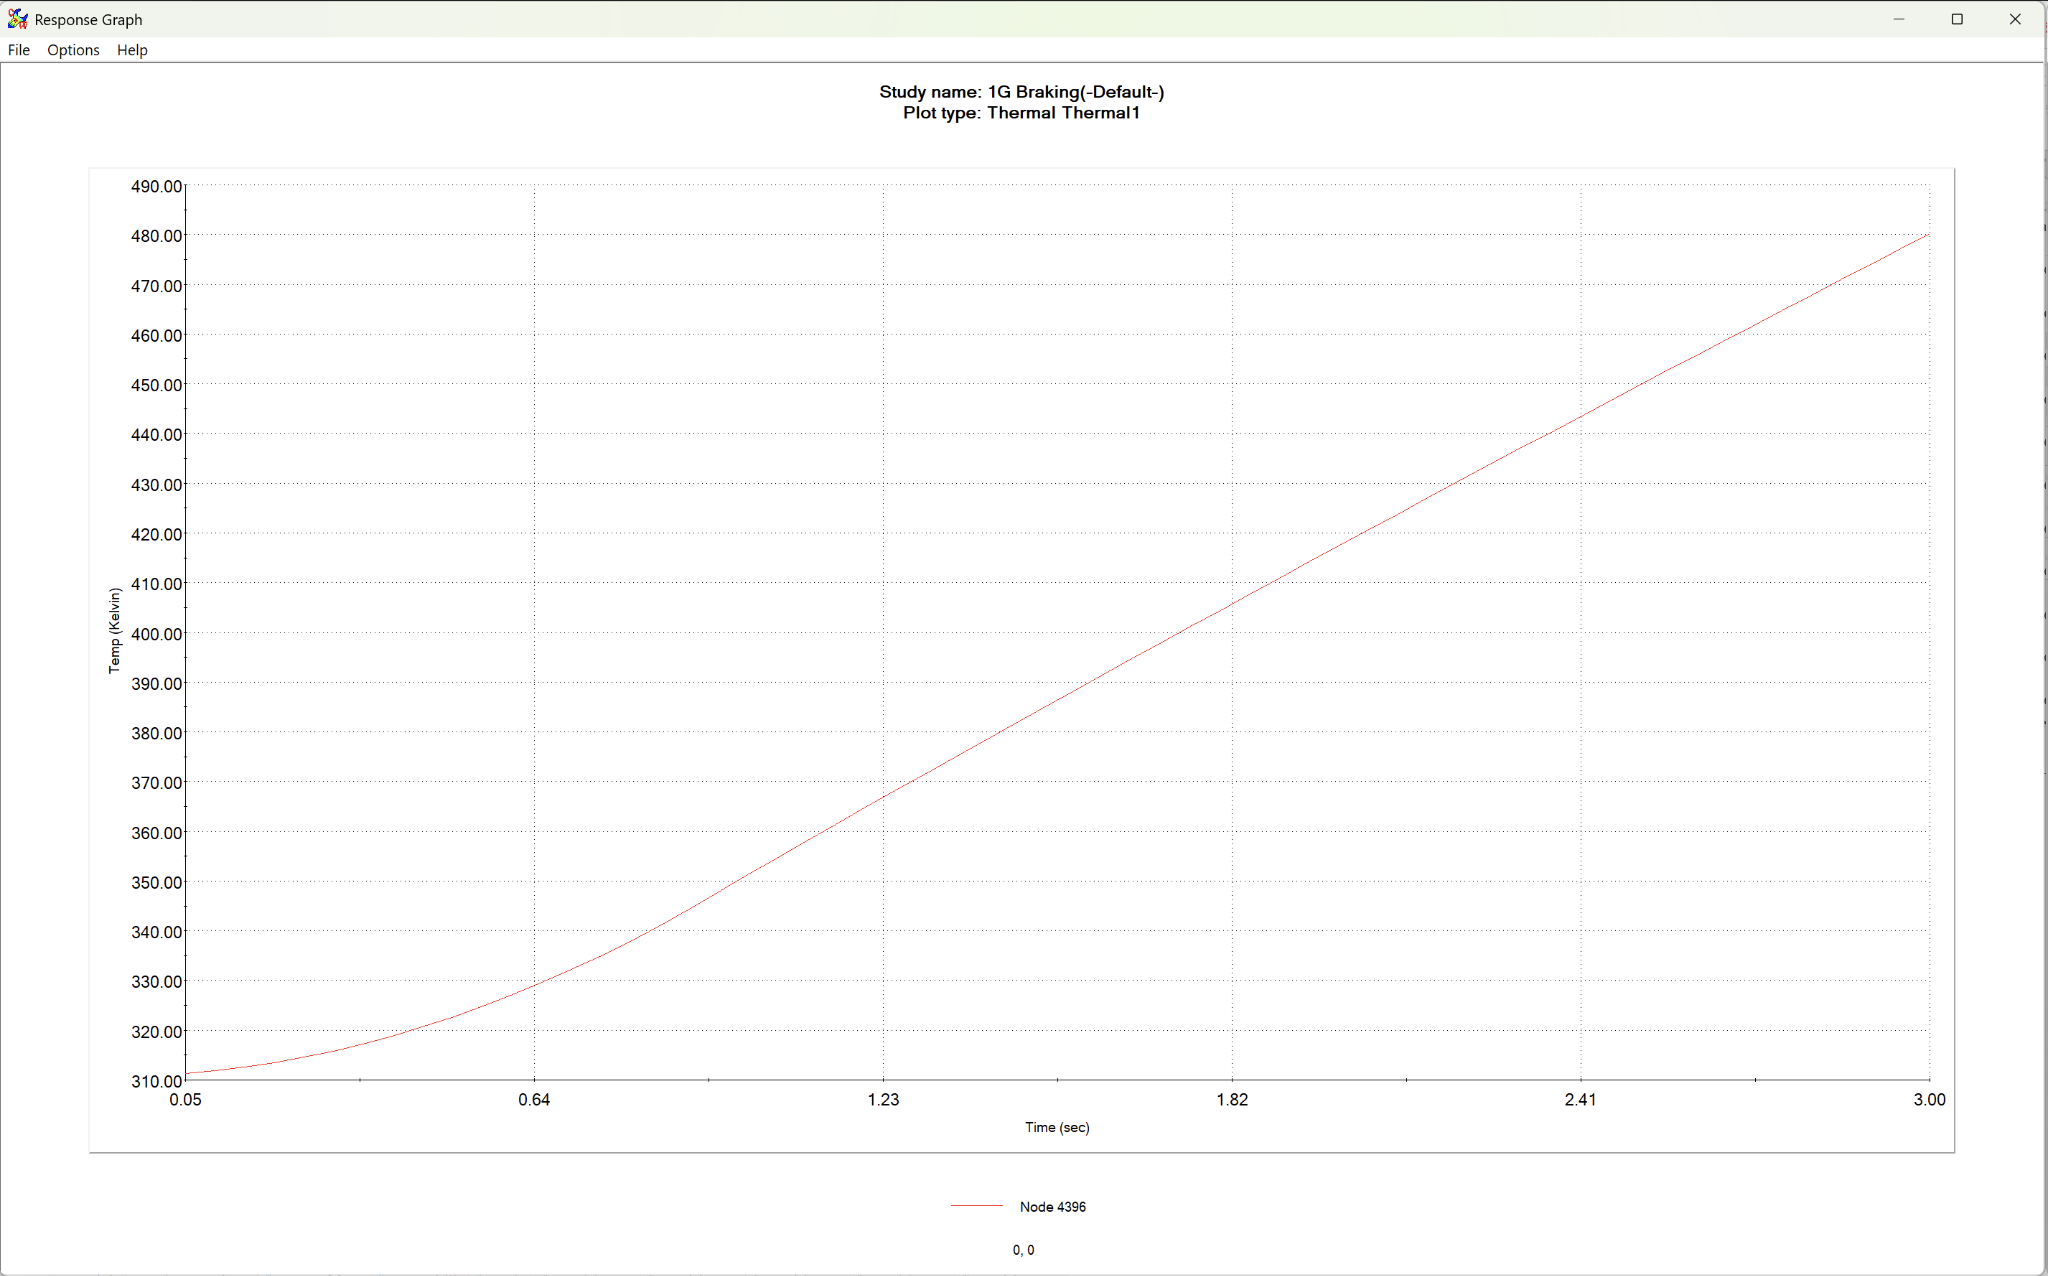 Response Graph
File Options Help
Study name: 1G Braking(-Default-)
Plot type: Thermal Thermal1
490.00
480.00
470.00
460.00
450.00
440.00
430.00
420.00
410.00
400.00
390.00
380.00
370.00
360.00
350.00
340.00
330.00
320.00
310.00
Temp (Kelvin)
0.05 0.64 1.23 1.82 2.41 3.00
Time (sec)
Node 4396
0, 0